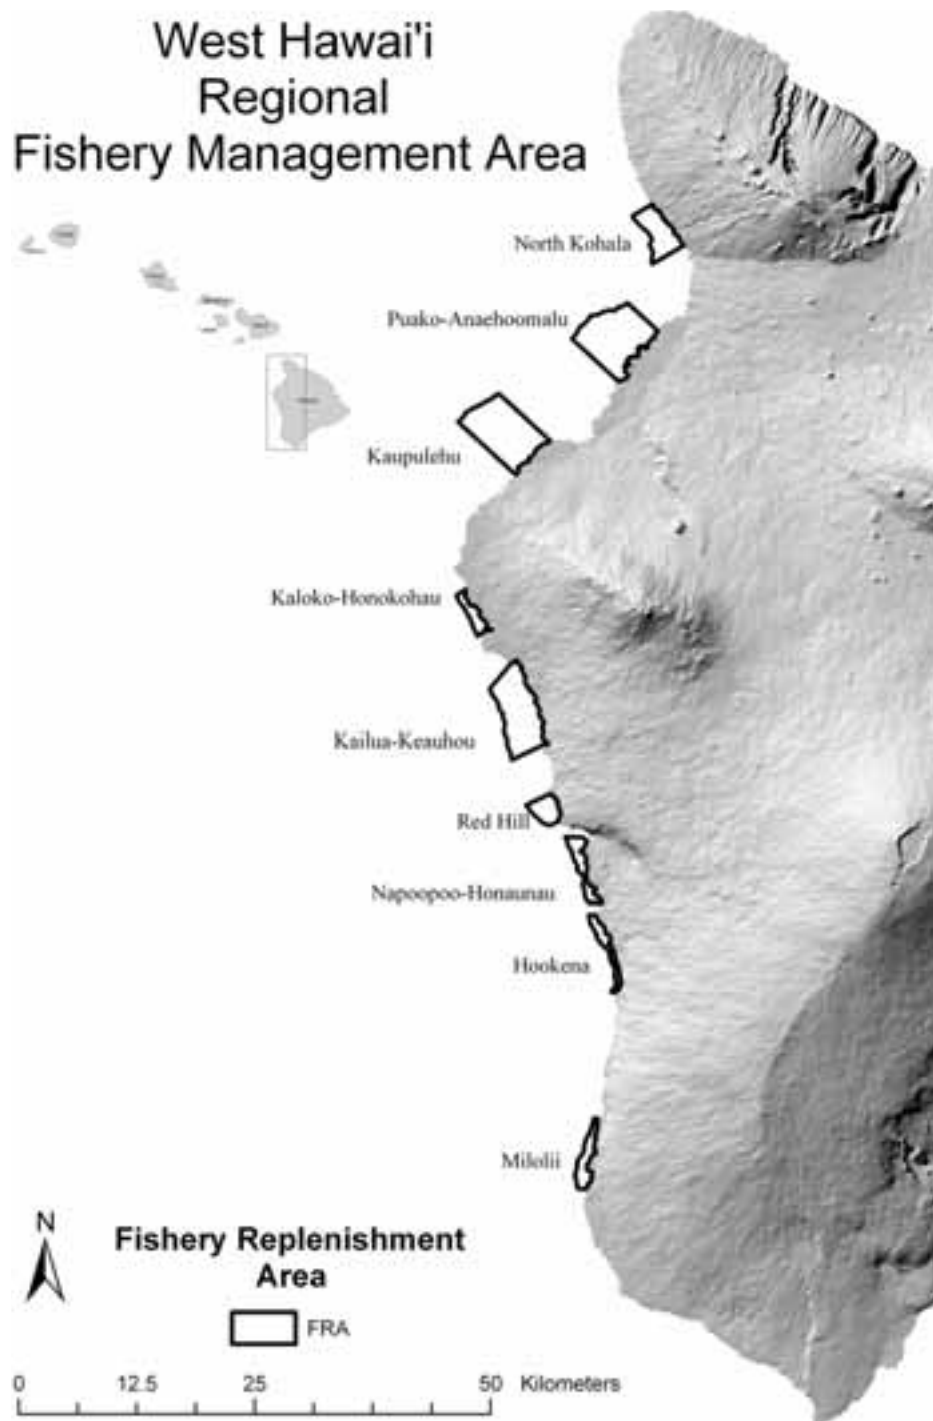 West Hawai'i
Regional
Fishery Management Area
North Kohala
Puako-Anaehoomalu
Kaupulehu
Kaloko-Honokohau
Kailua-Keauhou
Red Hill
Napoopoo-Honaunau
Hookena
Milolii
N
Fishery Replenishment
Area
FRA
0 12.5 25 50 Kilometers